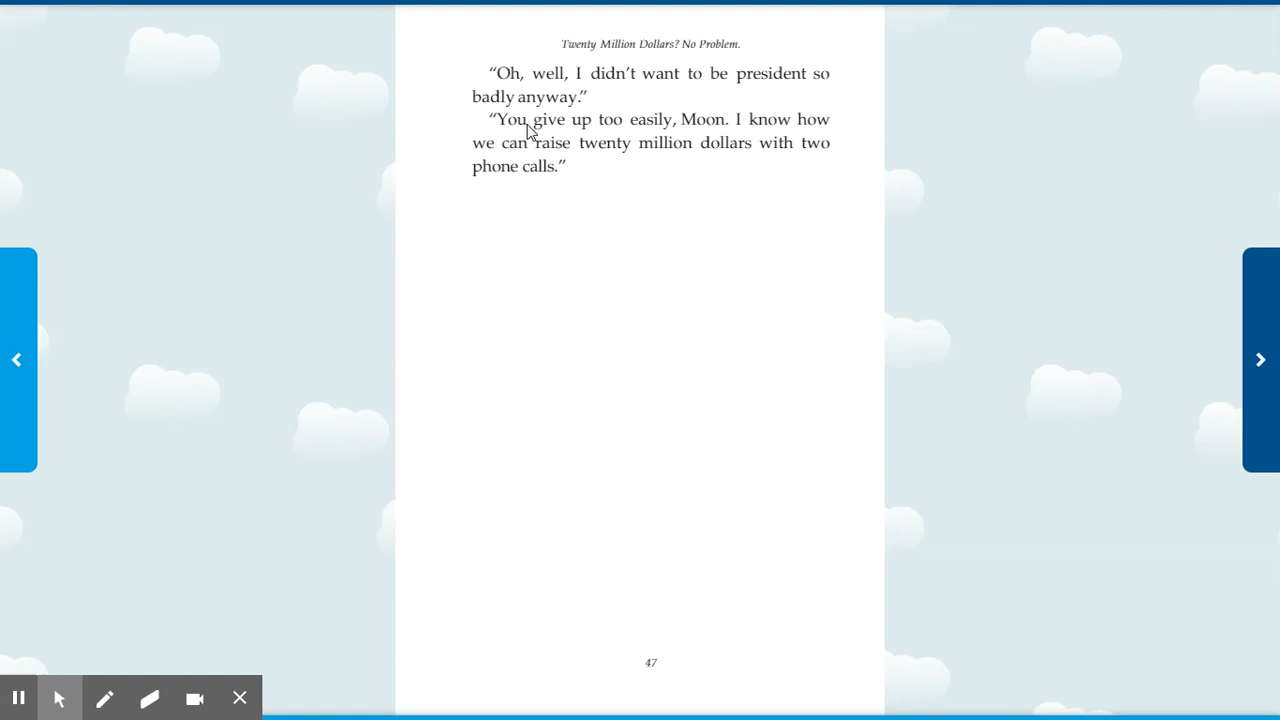 Twenty Million Dollars? No Problem.
“Oh, well, I didn’t want to be president so
badly anyway.”
“You give up too easily, Moon. I know how
we can raise twenty million dollars with two
phone calls.”
47